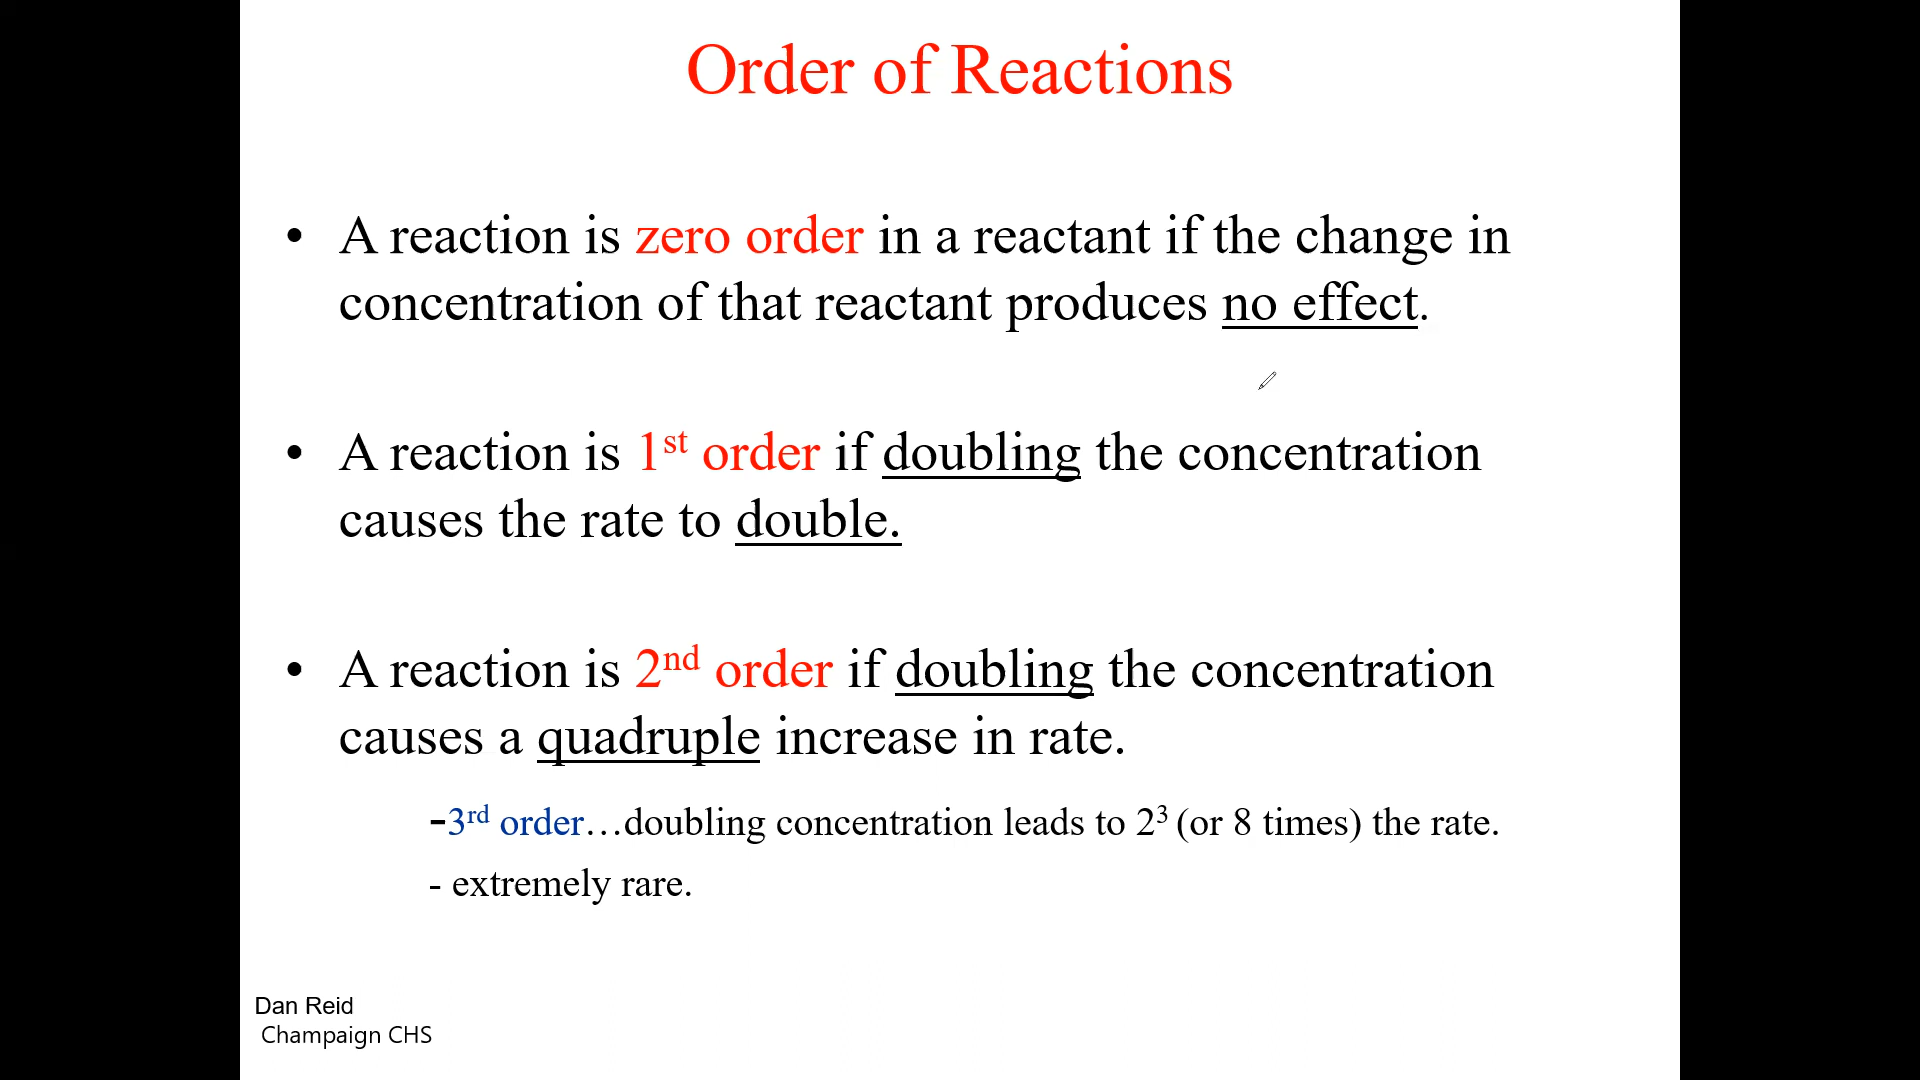 Order of Reactions
• A reaction is zero order in a reactant if the change in
concentration of that reactant produces no effect.
• A reaction is 1st order if doubling the concentration
causes the rate to double.
• A reaction is 2nd order if doubling the concentration
causes a quadruple increase in rate.
-3rd order…doubling concentration leads to 2³ (or 8 times) the rate.
- extremely rare.
Dan Reid
Champaign CHS